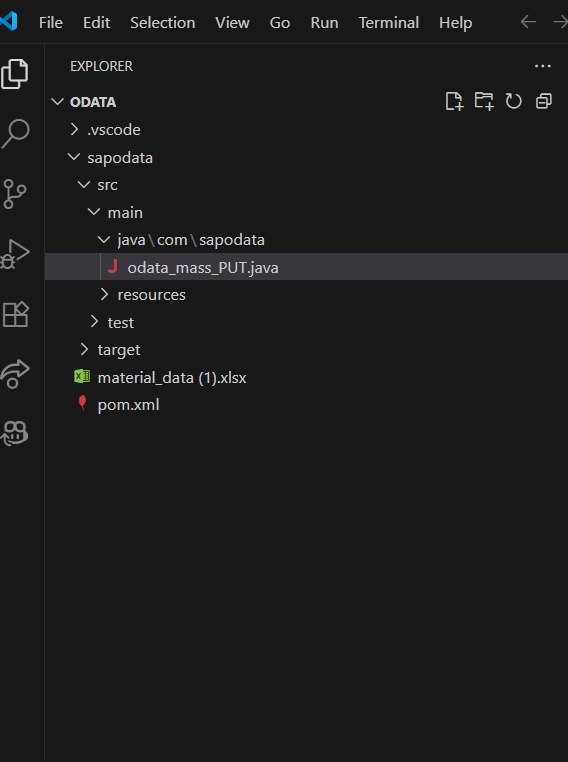 File Edit Selection View Go Run Terminal Help
EXPLORER
ODATA
.vscode
sapodata
src
main
java\com\sapodata
odata_mass_PUT.java
resources
test
target
material_data (1).xlsx
pom.xml